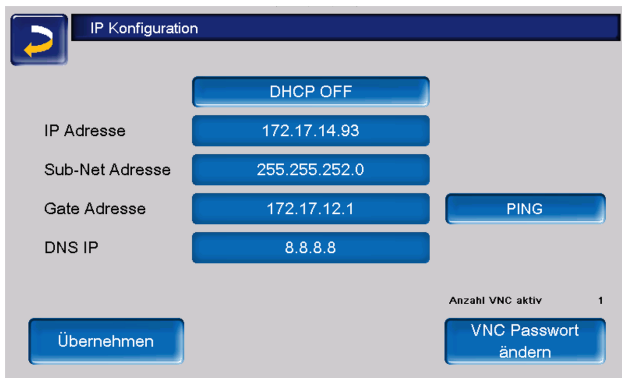 IP Konfiguration
DHCP OFF
IP Adresse 172.17.14.93
Sub-Net Adresse 255.255.252.0
Gate Adresse 172.17.12.1 PING
DNS IP 8.8.8.8
Anzahl VNC aktiv 1
Übernehmen
VNC Passwort
ändern